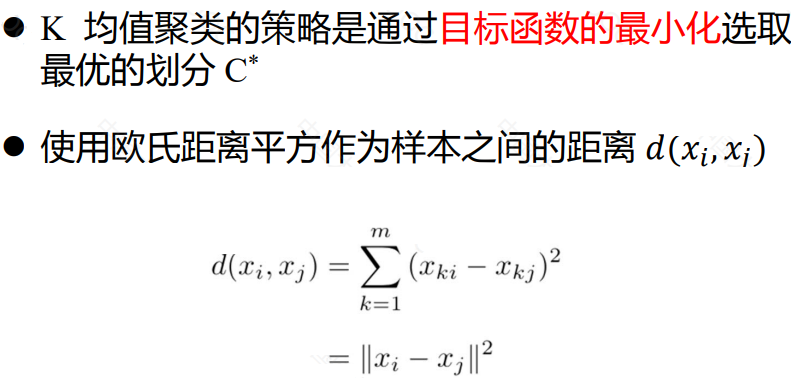 ● K 均值聚类的策略是通过目标函数的最小化选取
最优的划分 C*
● 使用欧氏距离平方作为样本之间的距离 d(xᵢ, xⱼ)
m
d(xᵢ, xⱼ) = ∑ (xₖᵢ − xₖⱼ)²
k=1
= ‖xᵢ − xⱼ‖²